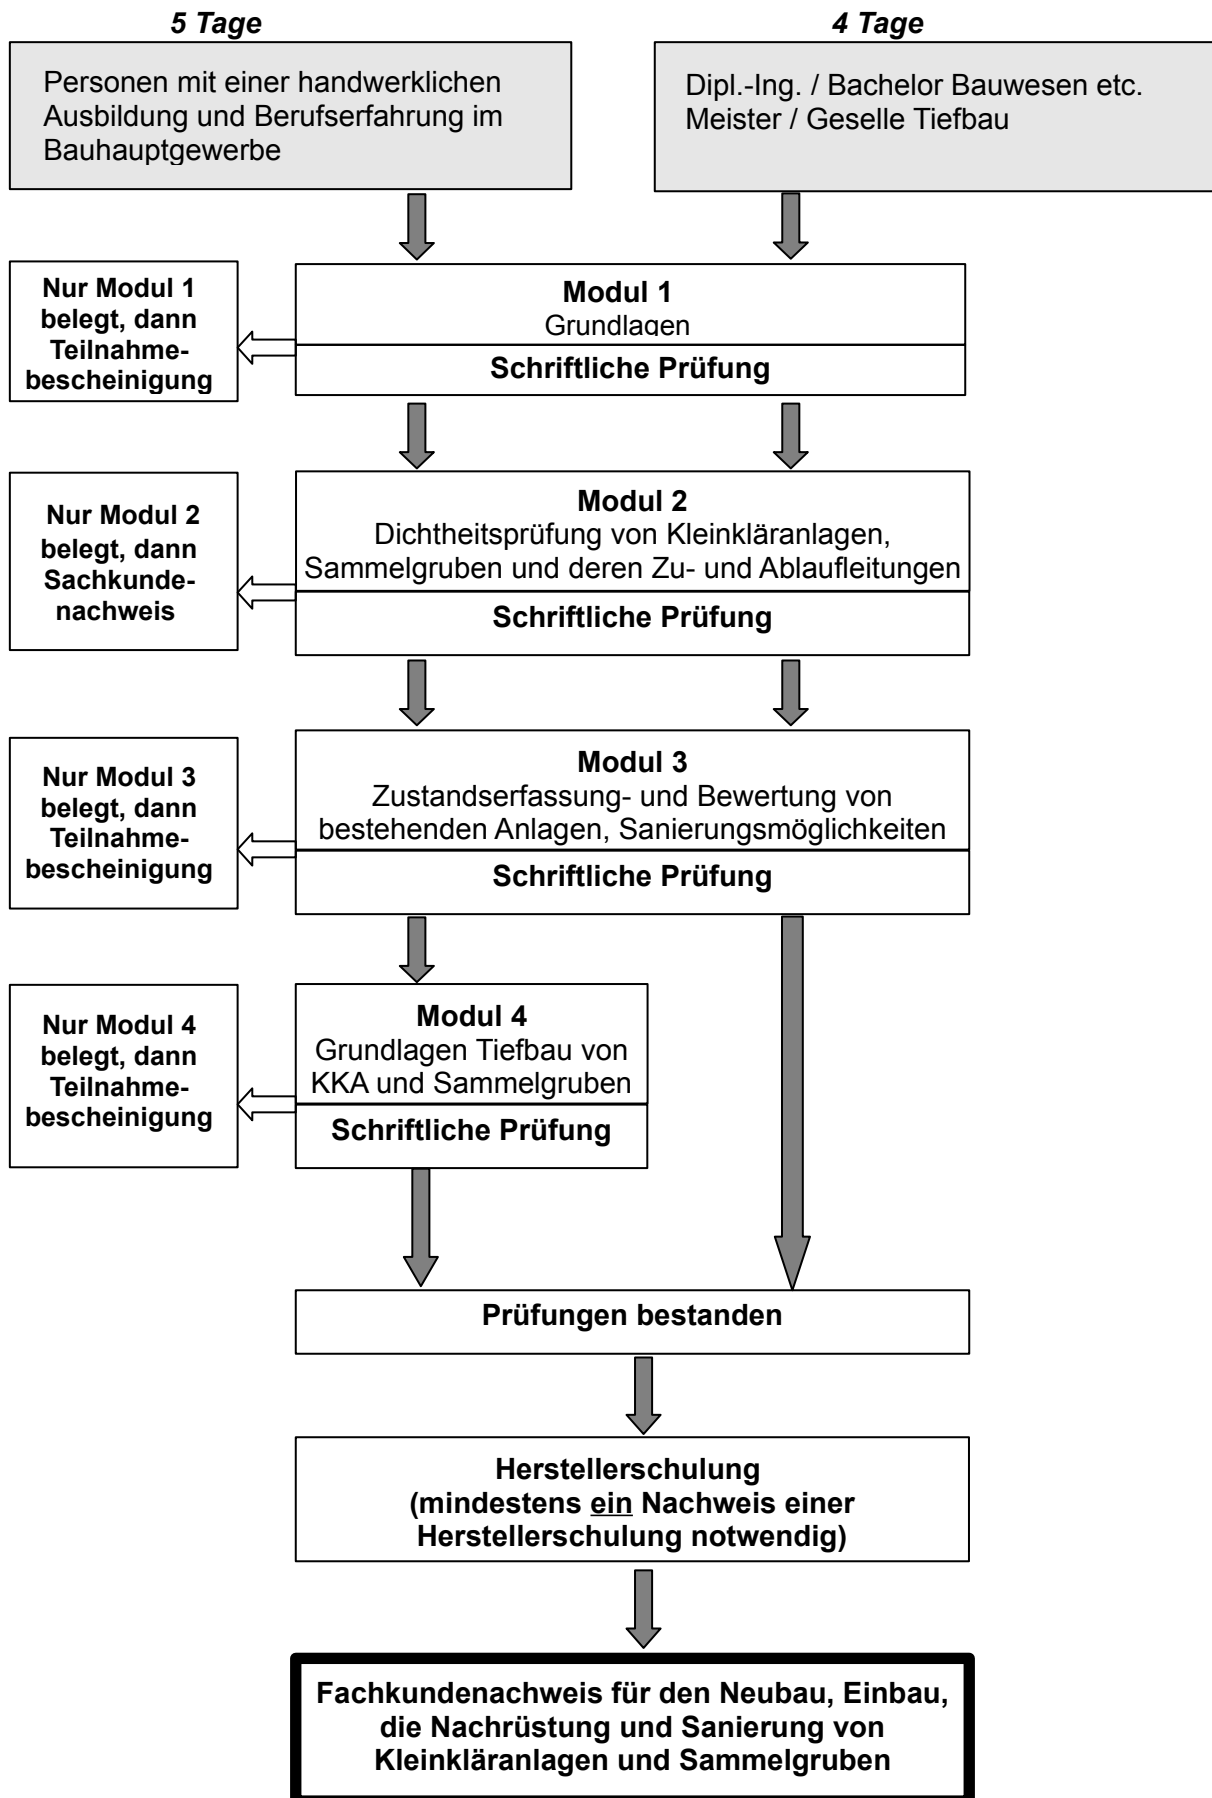 5 Tage
4 Tage
Personen mit einer handwerklichen
Ausbildung und Berufserfahrung im
Bauhauptgewerbe
Dipl.-Ing. / Bachelor Bauwesen etc.
Meister / Geselle Tiefbau
Nur Modul 1
belegt, dann
Teilnahme-
bescheinigung
Modul 1
Grundlagen
Schriftliche Prüfung
Nur Modul 2
belegt, dann
Sachkunde-
nachweis
Modul 2
Dichtheitsprüfung von Kleinkläranlagen,
Sammelgruben und deren Zu- und Ablaufleitungen
Schriftliche Prüfung
Nur Modul 3
belegt, dann
Teilnahme-
bescheinigung
Modul 3
Zustandserfassung- und Bewertung von
bestehenden Anlagen, Sanierungsmöglichkeiten
Schriftliche Prüfung
Nur Modul 4
belegt, dann
Teilnahme-
bescheinigung
Modul 4
Grundlagen Tiefbau von
KKA und Sammelgruben
Schriftliche Prüfung
Prüfungen bestanden
Herstellerschulung
(mindestens ein Nachweis einer
Herstellerschulung notwendig)
Fachkundenachweis für den Neubau, Einbau,
die Nachrüstung und Sanierung von
Kleinkläranlagen und Sammelgruben